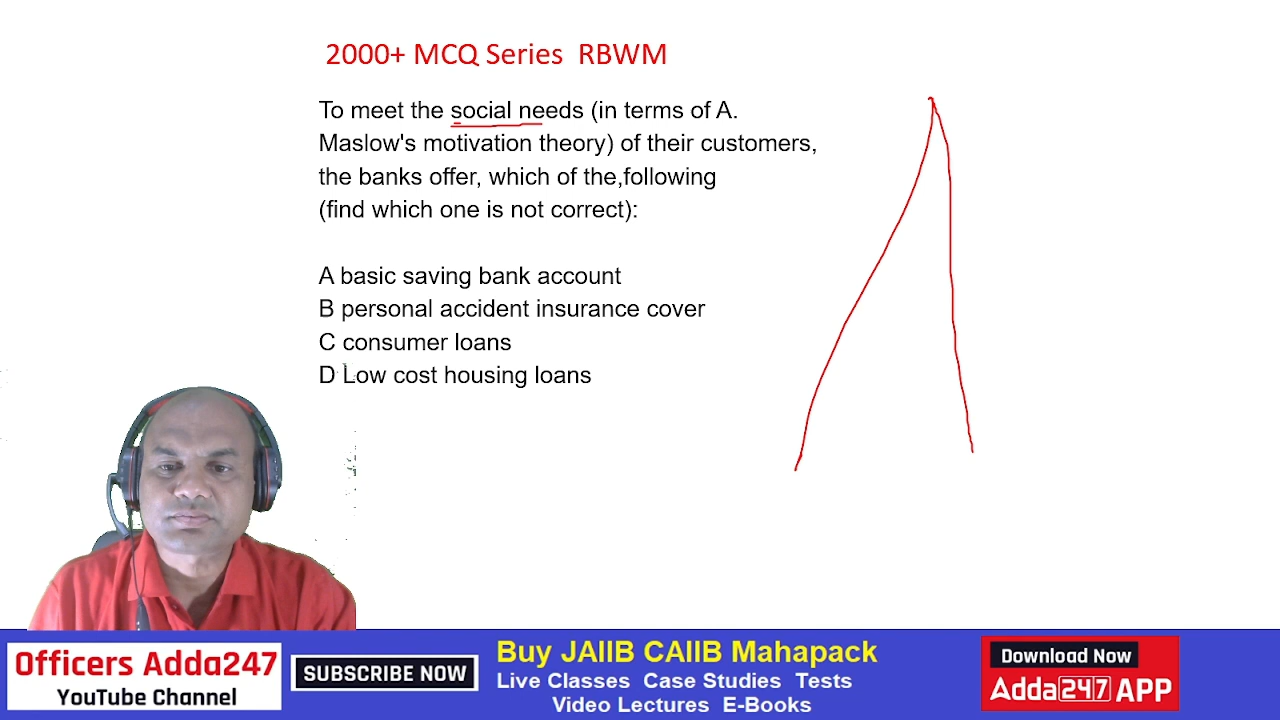 2000+ MCQ Series RBWM
To meet the social needs (in terms of A.
Maslow's motivation theory) of their customers,
the banks offer, which of the,following
(find which one is not correct):
A basic saving bank account
B personal accident insurance cover
C consumer loans
D Low cost housing loans
Officers Adda247
YouTube Channel
SUBSCRIBE NOW
Buy JAIIB CAIIB Mahapack
Live Classes Case Studies Tests
Video Lectures E-Books
Download Now
Adda247 APP